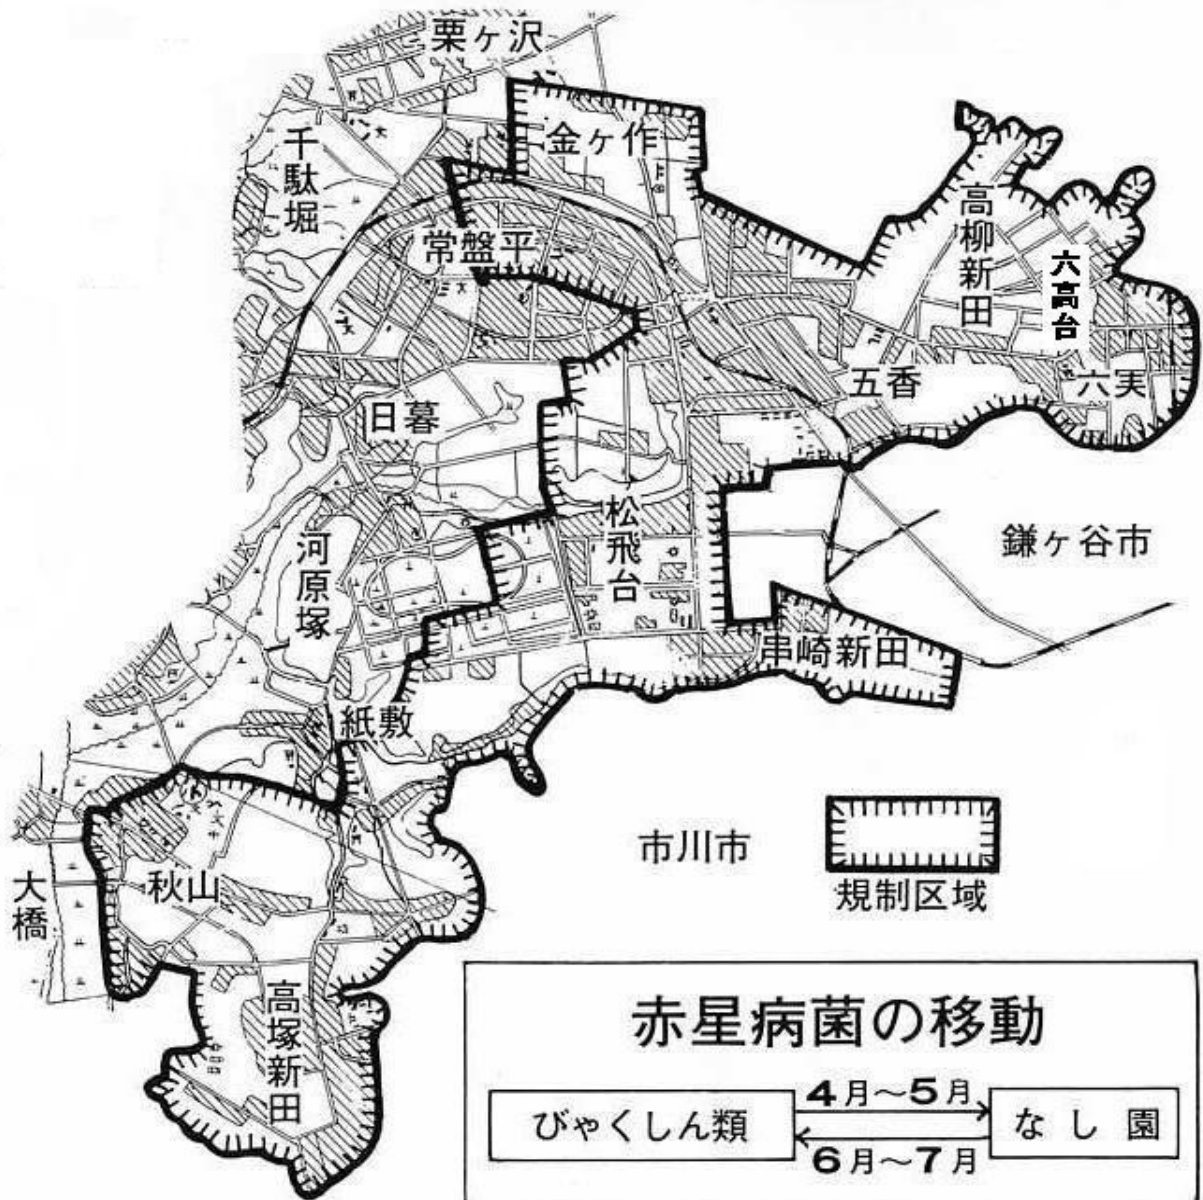 栗ヶ沢
金ヶ作
千駄堀
常盤平
高柳新田
六高台
五香
六実
日暮
松飛台
河原塚
鎌ヶ谷市
串崎新田
紙敷
市川市
規制区域
秋山
大橋
高塚新田
赤星病菌の移動
びゃくしん類
4月～5月
6月～7月
なし園